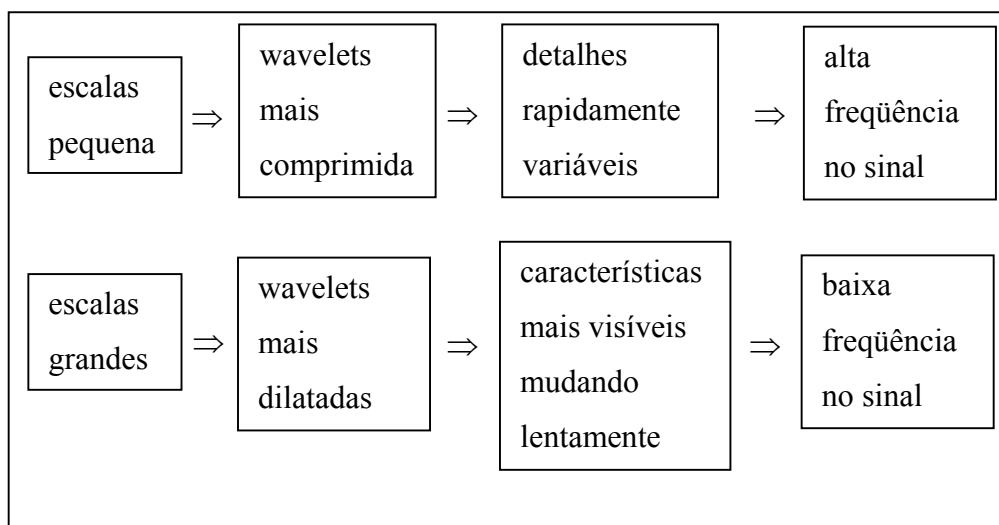 escalas
pequena
⇒
wavelets
mais
comprimida
⇒
detalhes
rapidamente
variáveis
⇒
alta
freqüência
no sinal
escalas
grandes
⇒
wavelets
mais
dilatadas
⇒
características
mais visíveis
mudando
lentamente
⇒
baixa
freqüência
no sinal